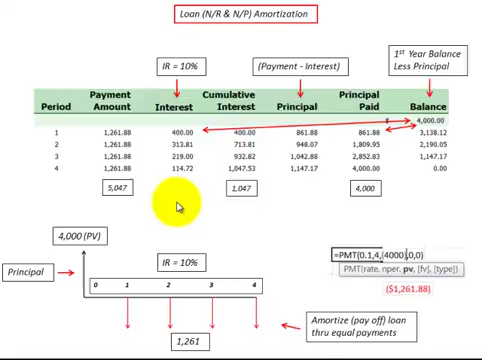 Loan (N/R & N/P) Amortization
1st Year Balance
Less Principal
IR = 10%
(Payment - Interest)
Payment Cumulative Principal
Period Amount Interest Interest Principal Paid Balance
$ 4,000.00
1 1,261.88 400.00 400.00 861.88 861.88 3,138.12
2 1,261.88 313.81 713.81 948.07 1,809.95 2,190.05
3 1,261.88 219.00 932.82 1,042.88 2,852.83 1,147.17
4 1,261.88 114.72 1,047.53 1,147.17 4,000.00 0.00
5,047 1,047 4,000
4,000 (PV)
=PMT(0.1,4,(4000),0,0)
PMT(rate, nper, pv, [fv], [type])
($1,261.88)
Principal
IR = 10%
0 1 2 3 4
1,261
Amortize (pay off) loan
thru equal payments